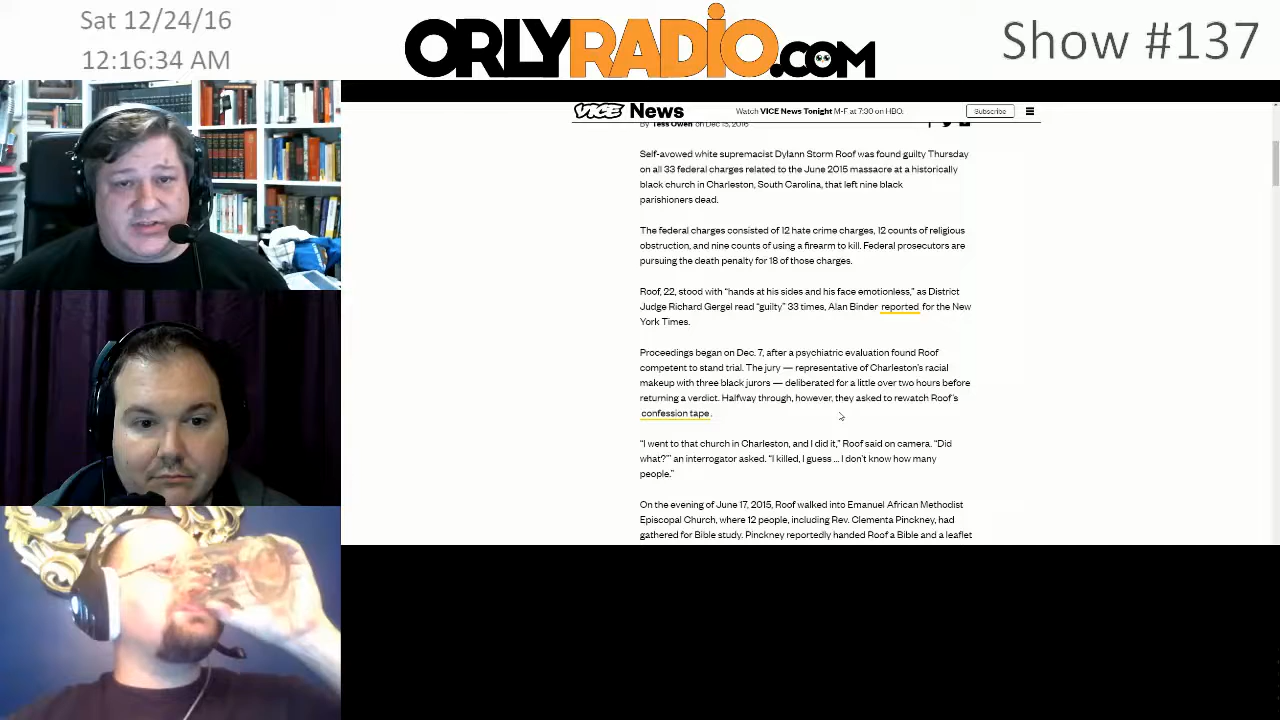 Sat 12/24/16
12:16:34 AM
ORLYRADIO.COM
Show #137
VICE News
Watch VICE News Tonight M-F at 7:30 on HBO.
Subscribe
By Tess Owen on Dec 15, 2016
Self-avowed white supremacist Dylann Storm Roof was found guilty Thursday
on all 33 federal charges related to the June 2015 massacre at a historically
black church in Charleston, South Carolina, that left nine black
parishioners dead.
The federal charges consisted of 12 hate crime charges, 12 counts of religious
obstruction, and nine counts of using a firearm to kill. Federal prosecutors are
pursuing the death penalty for 18 of those charges.
Roof, 22, stood with “hands at his sides and his face emotionless,” as District
Judge Richard Gergel read “guilty” 33 times, Alan Binder reported for the New
York Times.
Proceedings began on Dec. 7, after a psychiatric evaluation found Roof
competent to stand trial. The jury — representative of Charleston’s racial
makeup with three black jurors — deliberated for a little over two hours before
returning a verdict. Halfway through, however, they asked to rewatch Roof’s
confession tape.
“I went to that church in Charleston, and I did it,” Roof said on camera. “Did
what?” an interrogator asked. “I killed, I guess … I don’t know how many
people.”
On the evening of June 17, 2015, Roof walked into Emanuel African Methodist
Episcopal Church, where 12 people, including Rev. Clementa Pinckney, had
gathered for Bible study. Pinckney reportedly handed Roof a Bible and a leaflet